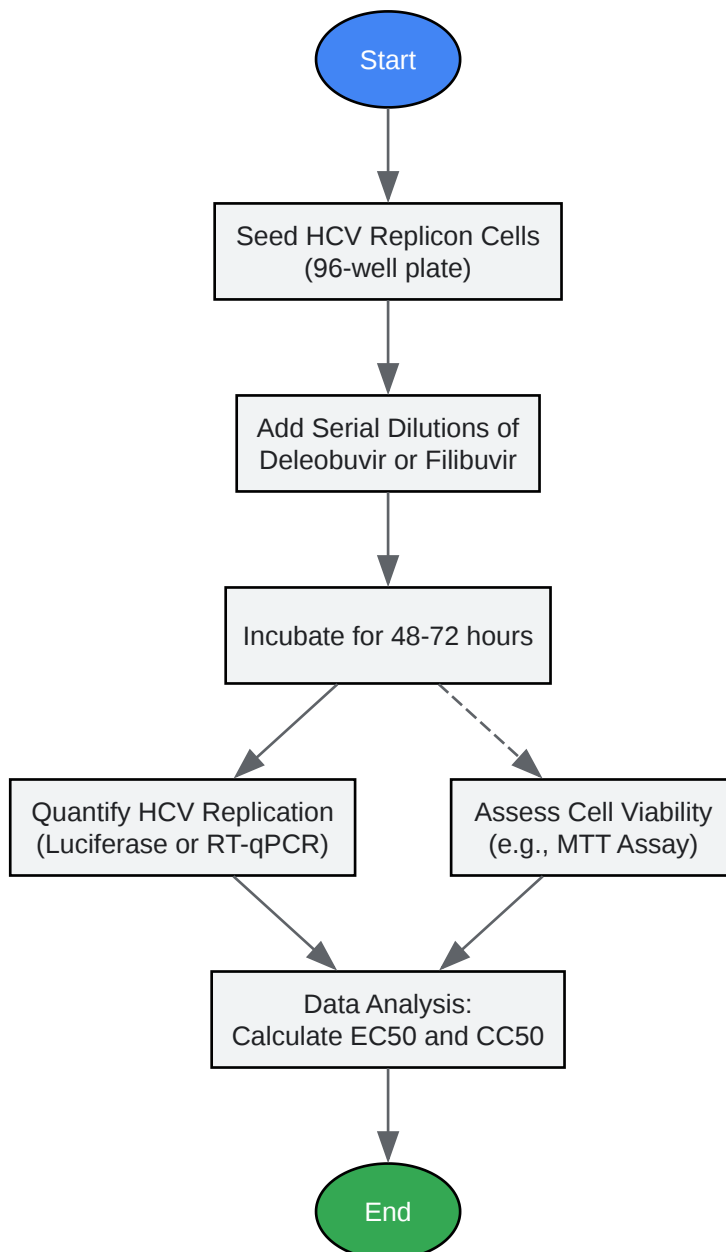 Start
Seed HCV Replicon Cells
(96-well plate)
Add Serial Dilutions of
Deleobuvir or Filibuvir
Incubate for 48-72 hours
Quantify HCV Replication
(Luciferase or RT-qPCR)
Assess Cell Viability
(e.g., MTT Assay)
Data Analysis:
Calculate EC50 and CC50
End